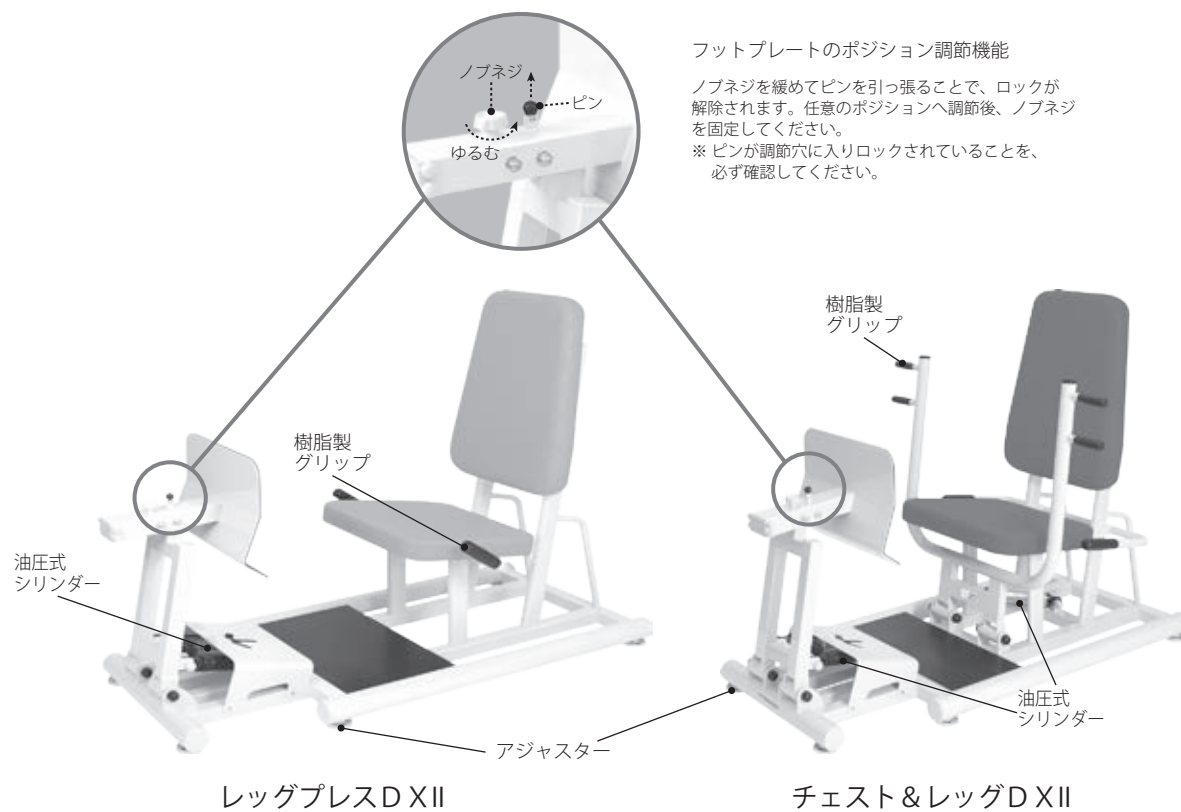 フットプレートのポジション調節機能
ノブネジを緩めてピンを引っ張ることで、ロックが
解除されます。任意のポジションへ調節後、ノブネジ
を固定してください。
※ ピンが調節穴に入りロックされていることを、
必ず確認してください。
ノブネジ
ピン
ゆるむ
樹脂製
グリップ
樹脂製
グリップ
油圧式
シリンダー
油圧式
シリンダー
アジャスター
レッグプレスDXⅡ
チェスト&レッグDXⅡ